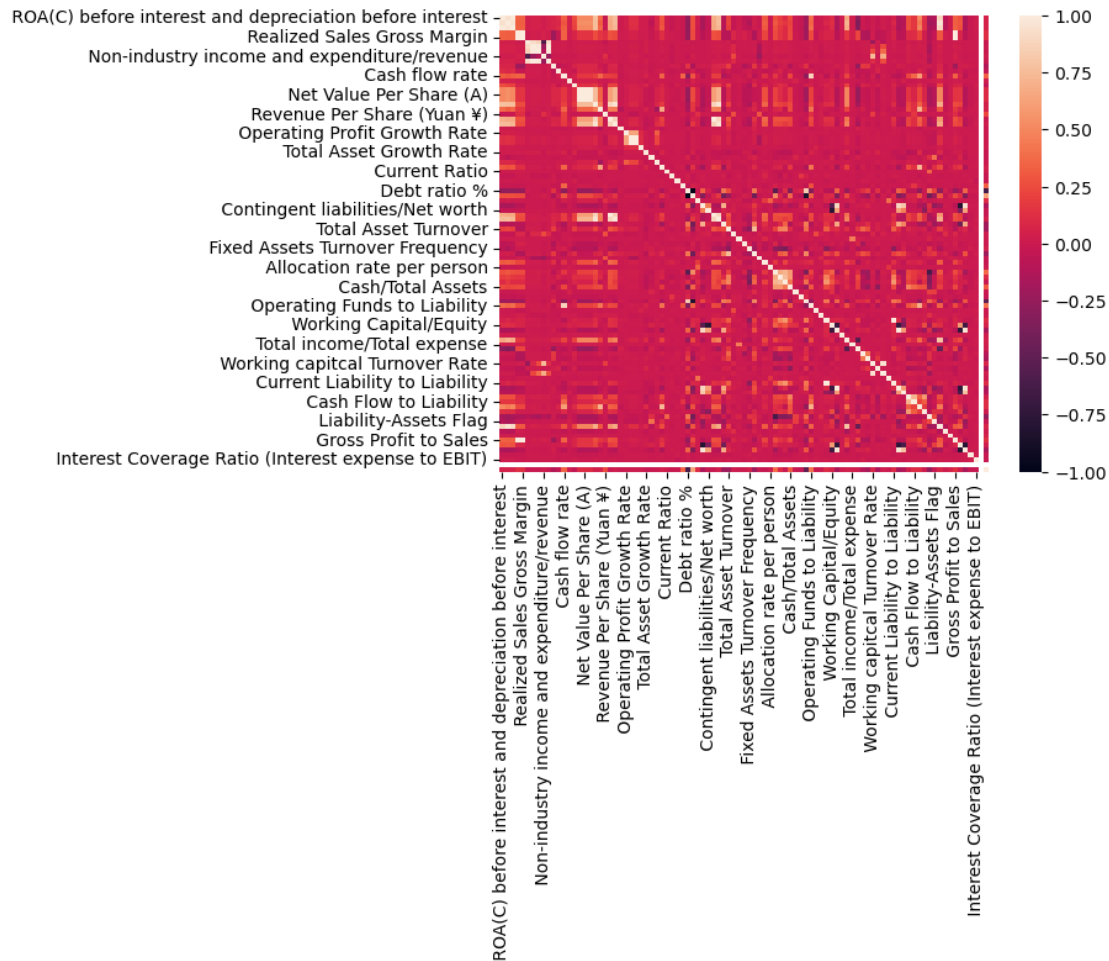 ROA(C) before interest and depreciation before interest
Realized Sales Gross Margin
Non-industry income and expenditure/revenue
Cash flow rate
Net Value Per Share (A)
Revenue Per Share (Yuan ¥)
Operating Profit Growth Rate
Total Asset Growth Rate
Current Ratio
Debt ratio %
Contingent liabilities/Net worth
Total Asset Turnover
Fixed Assets Turnover Frequency
Allocation rate per person
Cash/Total Assets
Operating Funds to Liability
Working Capital/Equity
Total income/Total expense
Working capitcal Turnover Rate
Current Liability to Liability
Cash Flow to Liability
Liability-Assets Flag
Gross Profit to Sales
Interest Coverage Ratio (Interest expense to EBIT)
1.00
0.75
0.50
0.25
0.00
−0.25
−0.50
−0.75
−1.00
ROA(C) before interest and depreciation before interest
Realized Sales Gross Margin
Non-industry income and expenditure/revenue
Cash flow rate
Net Value Per Share (A)
Revenue Per Share (Yuan ¥)
Operating Profit Growth Rate
Total Asset Growth Rate
Current Ratio
Debt ratio %
Contingent liabilities/Net worth
Total Asset Turnover
Fixed Assets Turnover Frequency
Allocation rate per person
Cash/Total Assets
Operating Funds to Liability
Working Capital/Equity
Total income/Total expense
Working capitcal Turnover Rate
Current Liability to Liability
Cash Flow to Liability
Liability-Assets Flag
Gross Profit to Sales
Interest Coverage Ratio (Interest expense to EBIT)